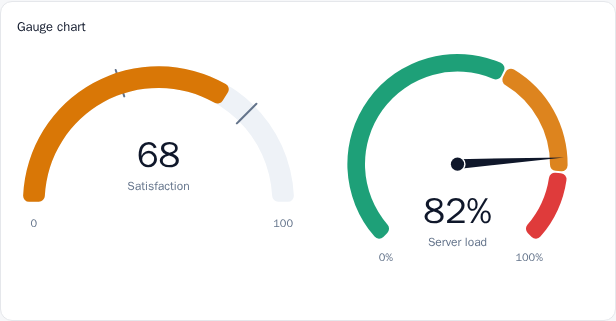 Gauge chart
68
Satisfaction
0
100
82%
Server load
0%
100%